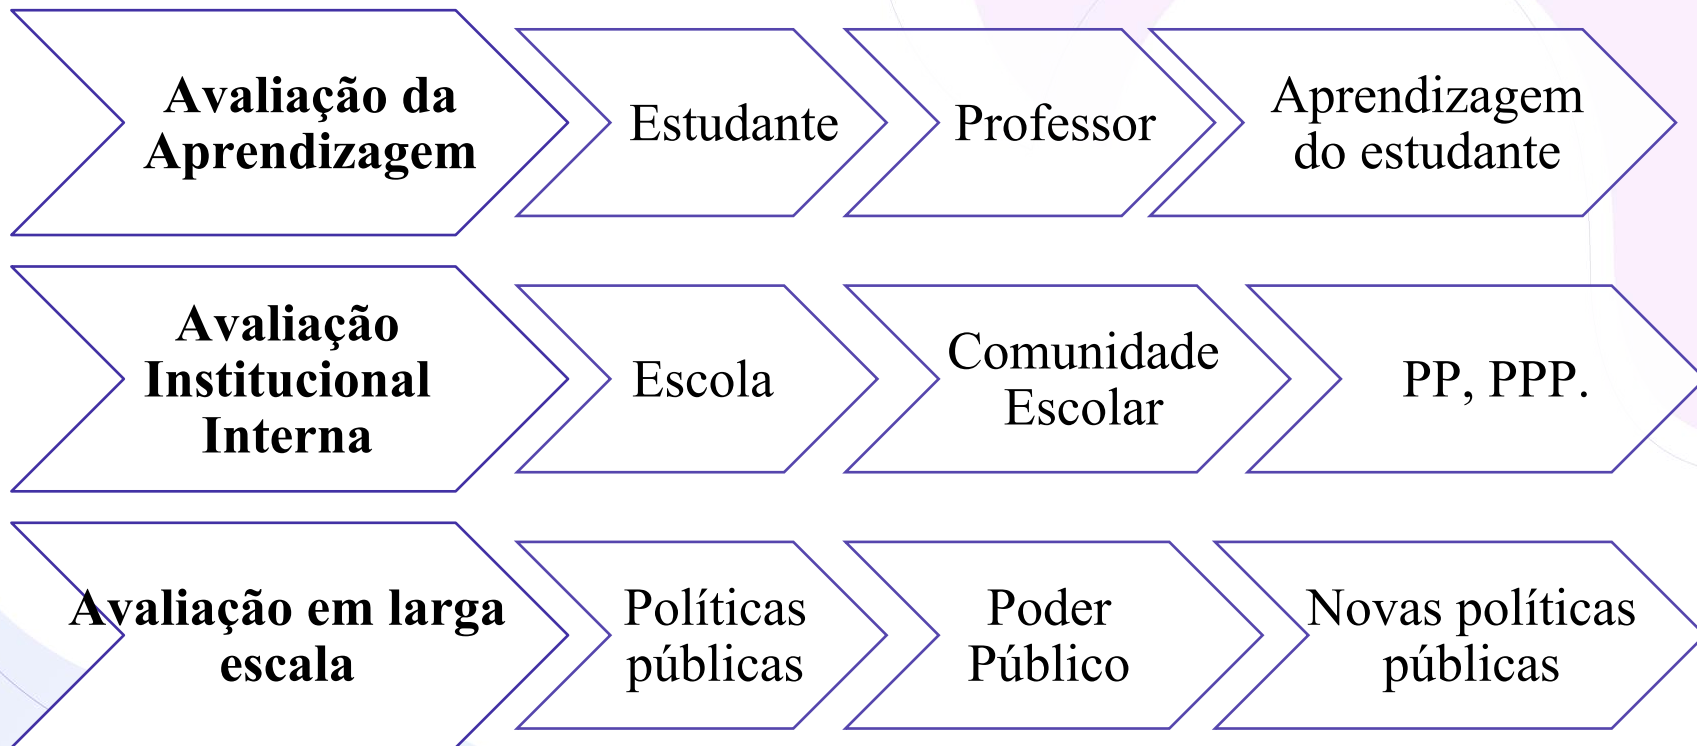 Avaliação da
Aprendizagem
Estudante
Professor
Aprendizagem
do estudante
Avaliação
Institucional
Interna
Escola
Comunidade
Escolar
PP, PPP.
Avaliação em larga
escala
Políticas
públicas
Poder
Público
Novas políticas
públicas